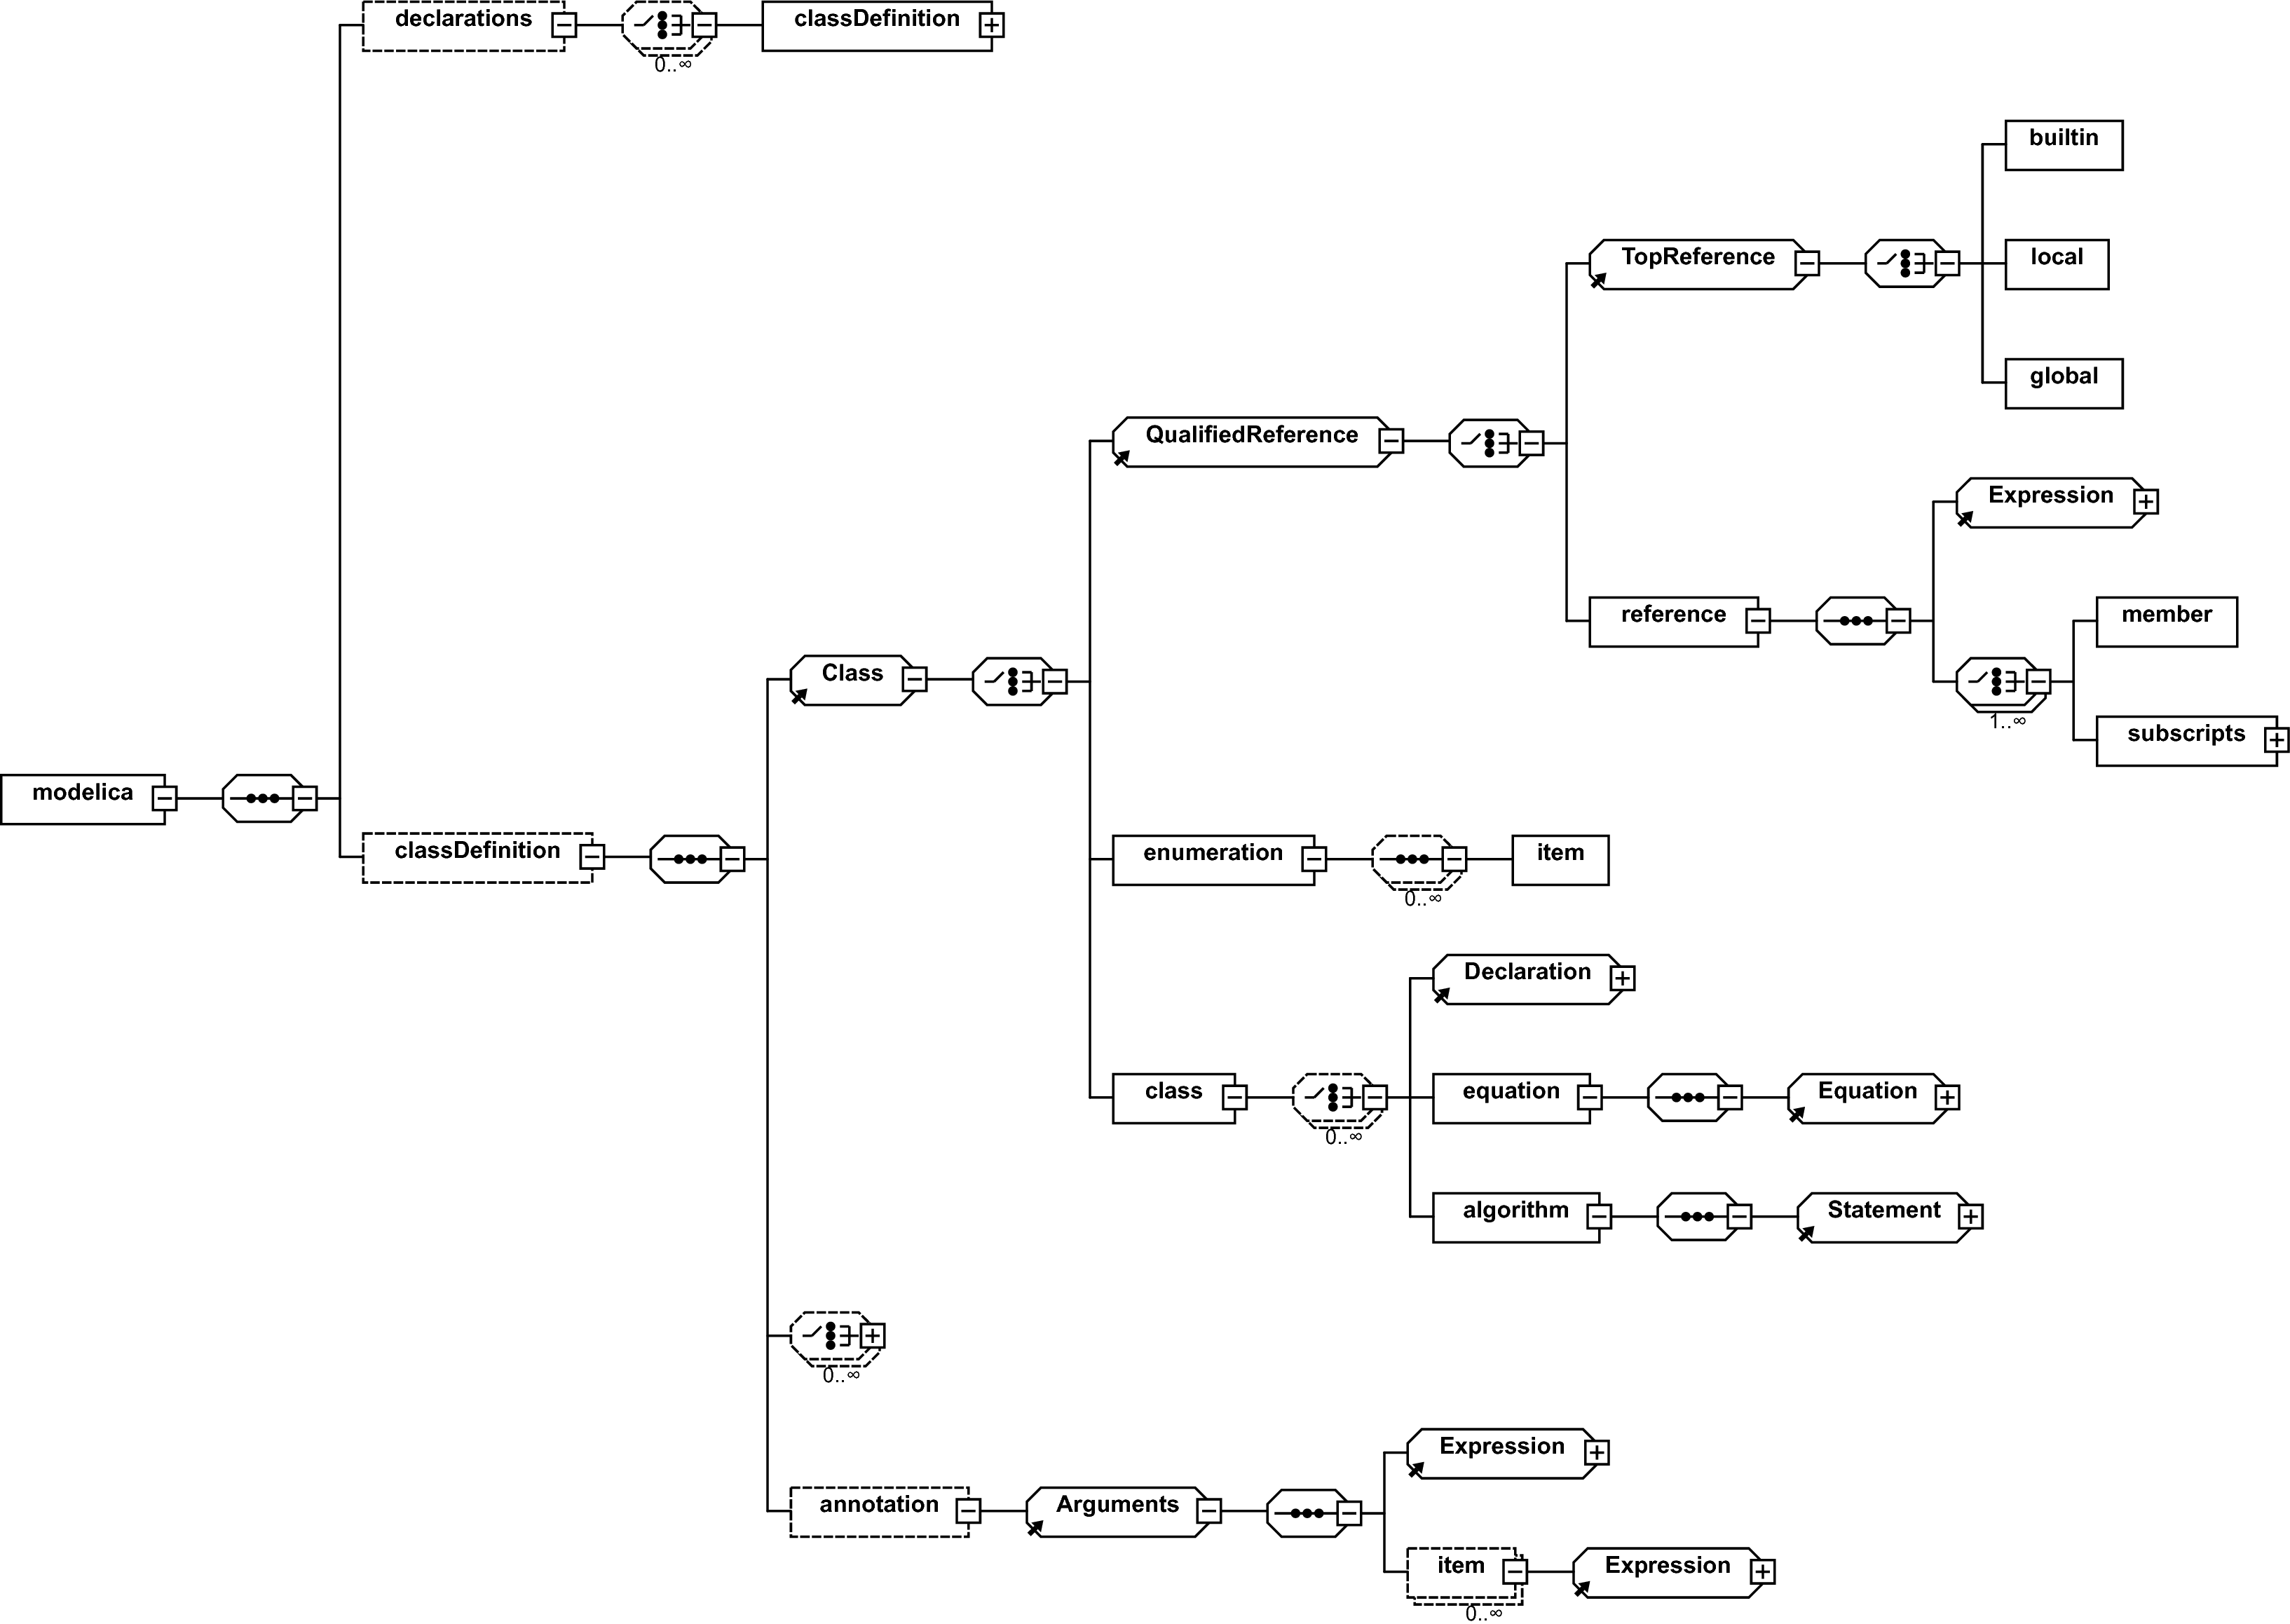 declarations
classDefinition
0..∞
builtin
TopReference
local
global
QualifiedReference
Expression
reference
member
Class
1..∞
subscripts
modelica
classDefinition
enumeration
item
0..∞
Declaration
class
equation
Equation
0..∞
algorithm
Statement
0..∞
Expression
annotation
Arguments
item
Expression
0..∞